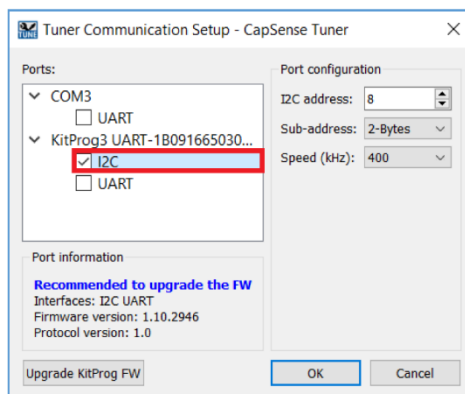 TUNE
Tuner Communication Setup - CapSense Tuner
Ports:
COM3
UART
KitProg3 UART-1B091665030...
I2C
UART
Port information
Recommended to upgrade the FW
Interfaces: I2C UART
Firmware version: 1.10.2946
Protocol version: 1.0
Upgrade KitProg FW
Port configuration
I2C address: 8
Sub-address: 2-Bytes
Speed (kHz): 400
OK
Cancel